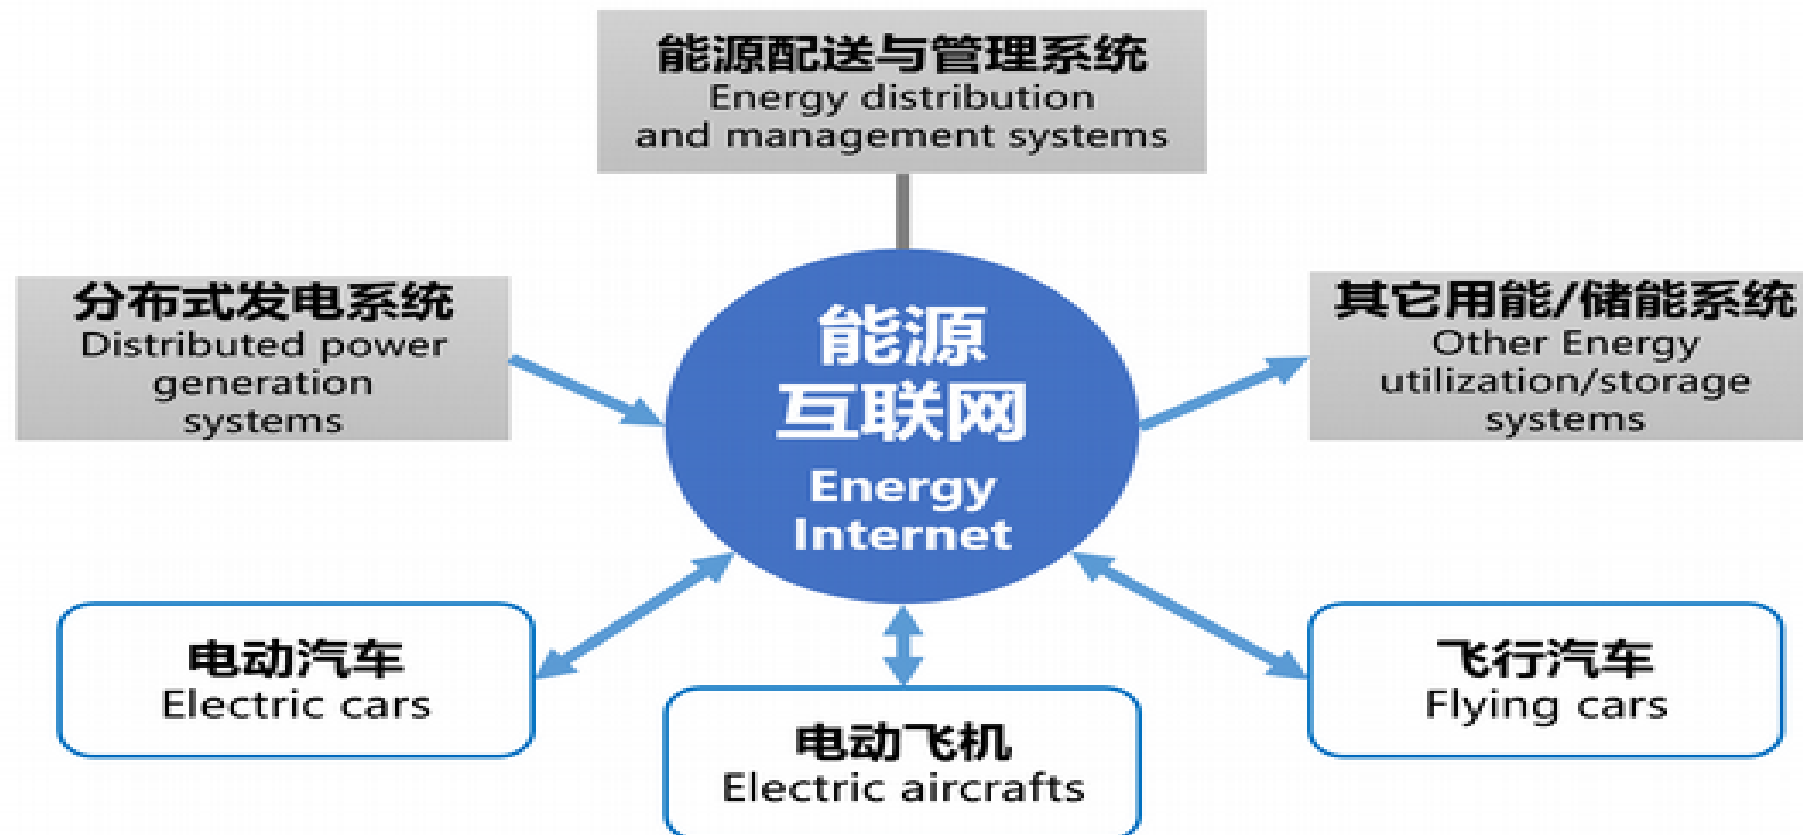 能源配送与管理系统
Energy distribution
and management systems
分布式发电系统
Distributed power
generation
systems
能源
互联网
Energy
Internet
其它用能/储能系统
Other Energy
utilization/storage
systems
电动汽车
Electric cars
电动飞机
Electric aircrafts
飞行汽车
Flying cars